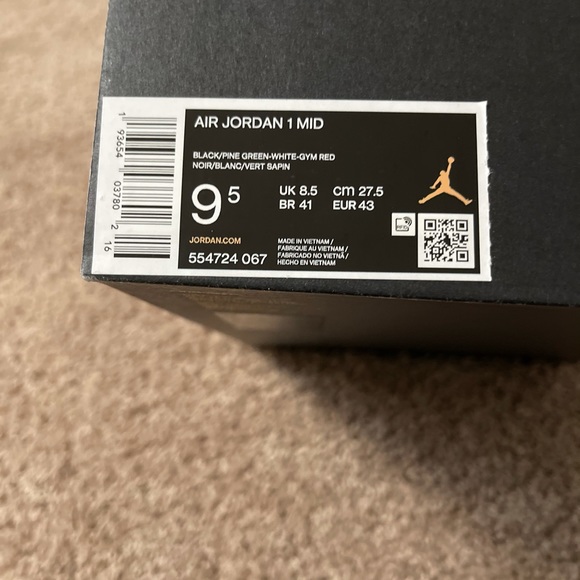 AIR JORDAN 1 MID
BLACK/PINE GREEN-WHITE-GYM RED
NOIR/BLANC/VERT SAPIN
9 5
UK 8.5 cm 27.5
BR 41 EUR 43
JORDAN.COM
554724 067
MADE IN VIETNAM/
FABRIQUE AU VIETNAM/
FABRICADO NO VIETNÃ/
HECHO EN VIETNAM
RFID
1 93654 03780 2 16